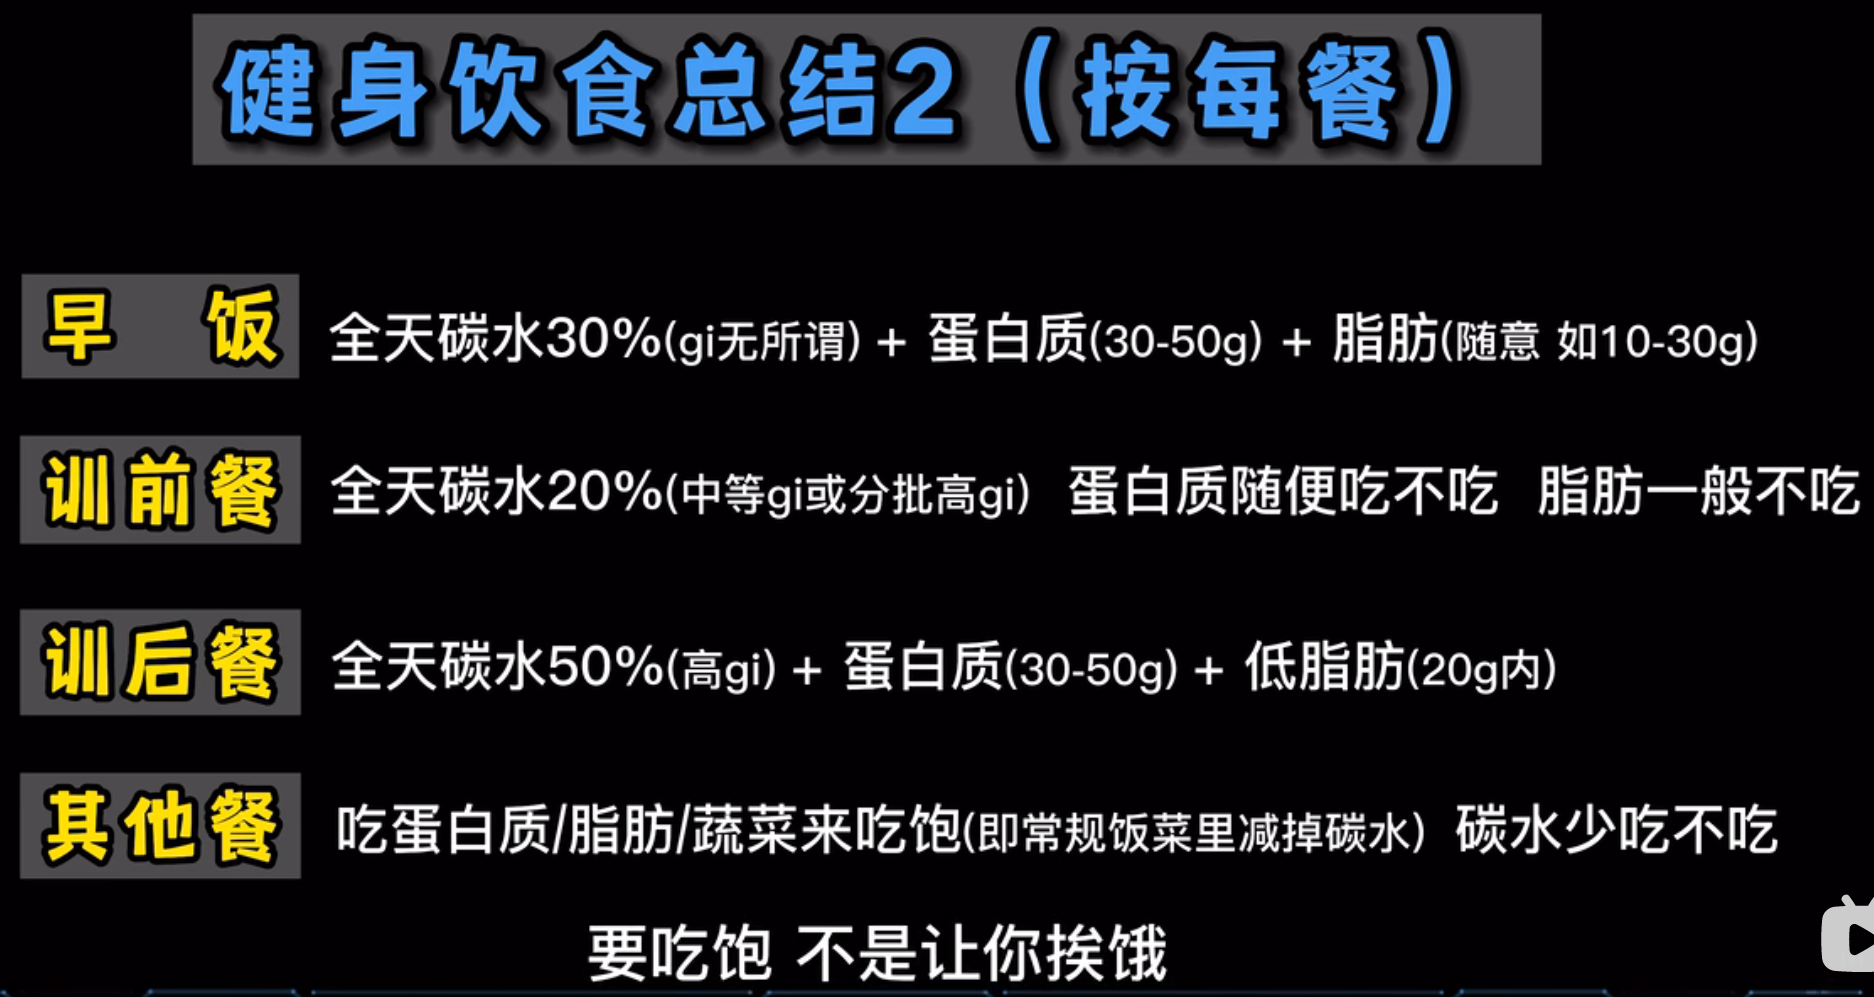 健身饮食总结2（按每餐）
早 饭 全天碳水30%(gi无所谓) + 蛋白质(30-50g) + 脂肪(随意 如10-30g)
训前餐 全天碳水20%(中等gi或分批高gi) 蛋白质随便吃不吃 脂肪一般不吃
训后餐 全天碳水50%(高gi) + 蛋白质(30-50g) + 低脂肪(20g内)
其他餐 吃蛋白质/脂肪/蔬菜来吃饱(即常规饭菜里减掉碳水) 碳水少吃不吃
要吃饱 不是让你挨饿